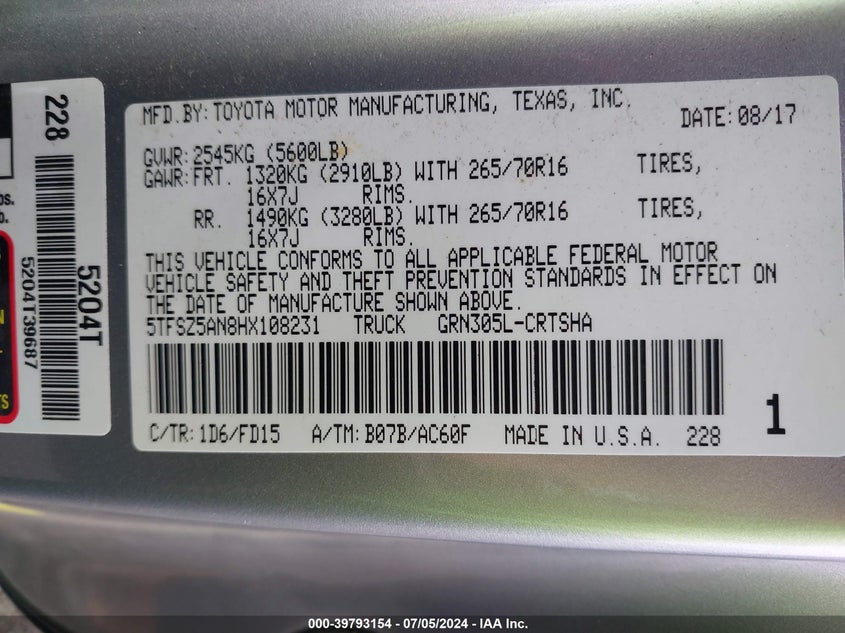 MFD.BY: TOYOTA MOTOR MANUFACTURING, TEXAS, INC.
DATE: 08/17
GVWR: 2545KG (5600LB)
GAWR: FRT. 1320KG (2910LB) WITH 265/70R16 TIRES,
16X7J RIMS.
RR. 1490KG (3280LB) WITH 265/70R16 TIRES,
16X7J RIMS.
THIS VEHICLE CONFORMS TO ALL APPLICABLE FEDERAL MOTOR
VEHICLE SAFETY AND THEFT PREVENTION STANDARDS IN EFFECT ON
THE DATE OF MANUFACTURE SHOWN ABOVE.
5TFSZ5AN8HX108231 TRUCK GRN305L-CRTSHA
1
C/TR: 1D6/FD15 A/TM: B07B/AC60F MADE IN U.S.A. 228
228
5204T
5204T39687
bs.
b.
TS
000-39793154 - 07/05/2024 - IAA Inc.